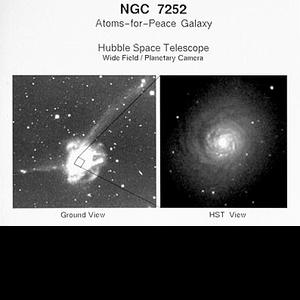 NGC 7252
Atoms-for-Peace Galaxy
Hubble Space Telescope
Wide Field / Planetary Camera
Ground View
HST View